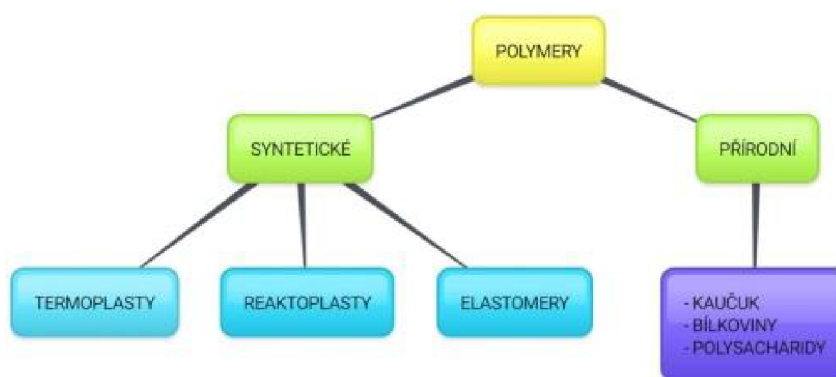 POLYMERY
SYNTETICKÉ
PŘÍRODNÍ
TERMOPLASTY
REAKTOPLASTY
ELASTOMERY
- KAUČUK
- BÍLKOVINY
- POLYSACHARIDY